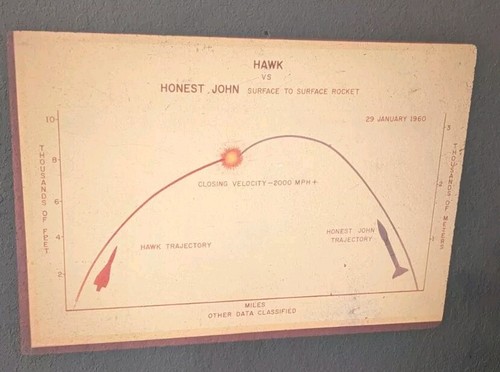 HAWK
VS
HONEST JOHN SURFACE TO SURFACE ROCKET
29 JANUARY 1960
10
8
6
4
2
THOUSANDS OF FEET
3
2
1
THOUSANDS OF METERS
CLOSING VELOCITY-2000 MPH+
HAWK TRAJECTORY
HONEST JOHN
TRAJECTORY
MILES
OTHER DATA CLASSIFIED